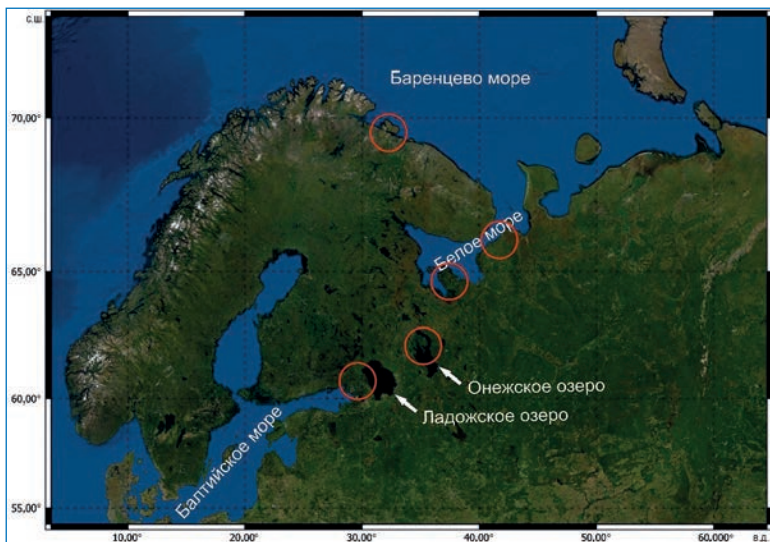 с.ш.
Баренцево море
70,00°
Белое море
65,00°
Онежское озеро
60,00°
Ладожское озеро
Балтийское море
55,00°
10,00° 20,00° 30,00° 40,00° 50,00° 60,000° в.д.